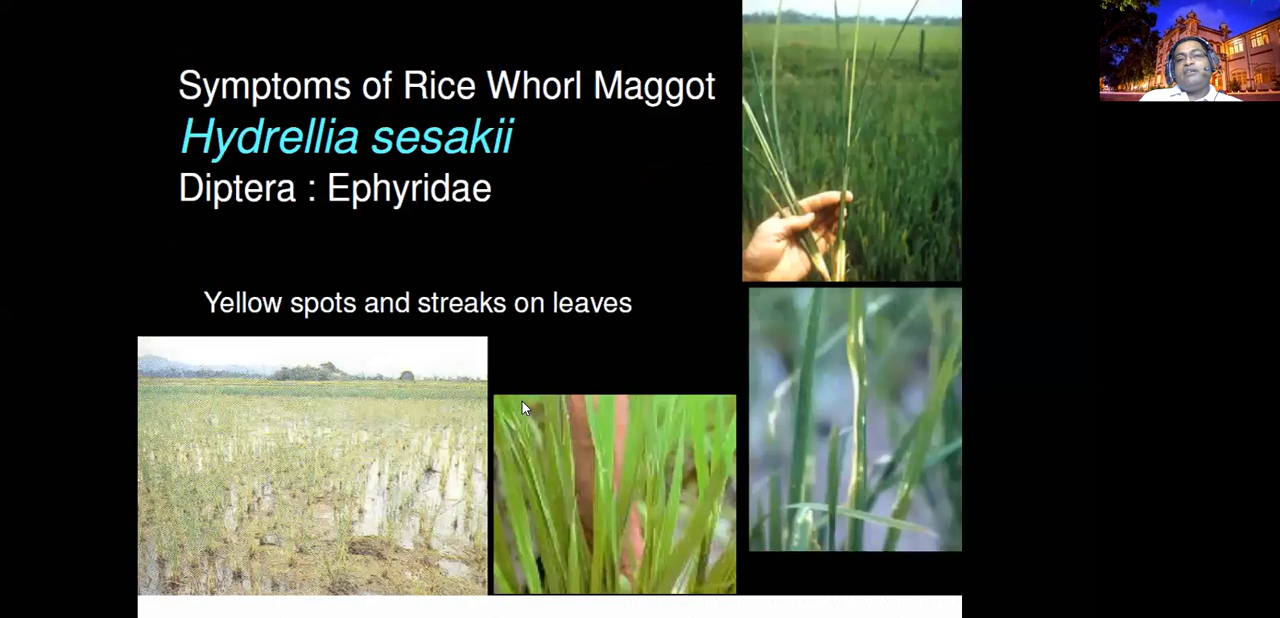 Symptoms of Rice Whorl Maggot
Hydrellia sesakii
Diptera : Ephyridae
Yellow spots and streaks on leaves